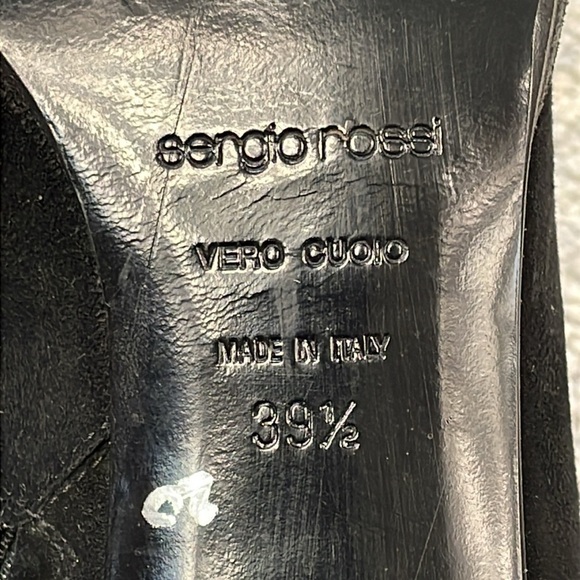 sergio rossi
VERO CUOIO
MADE IN ITALY
39½